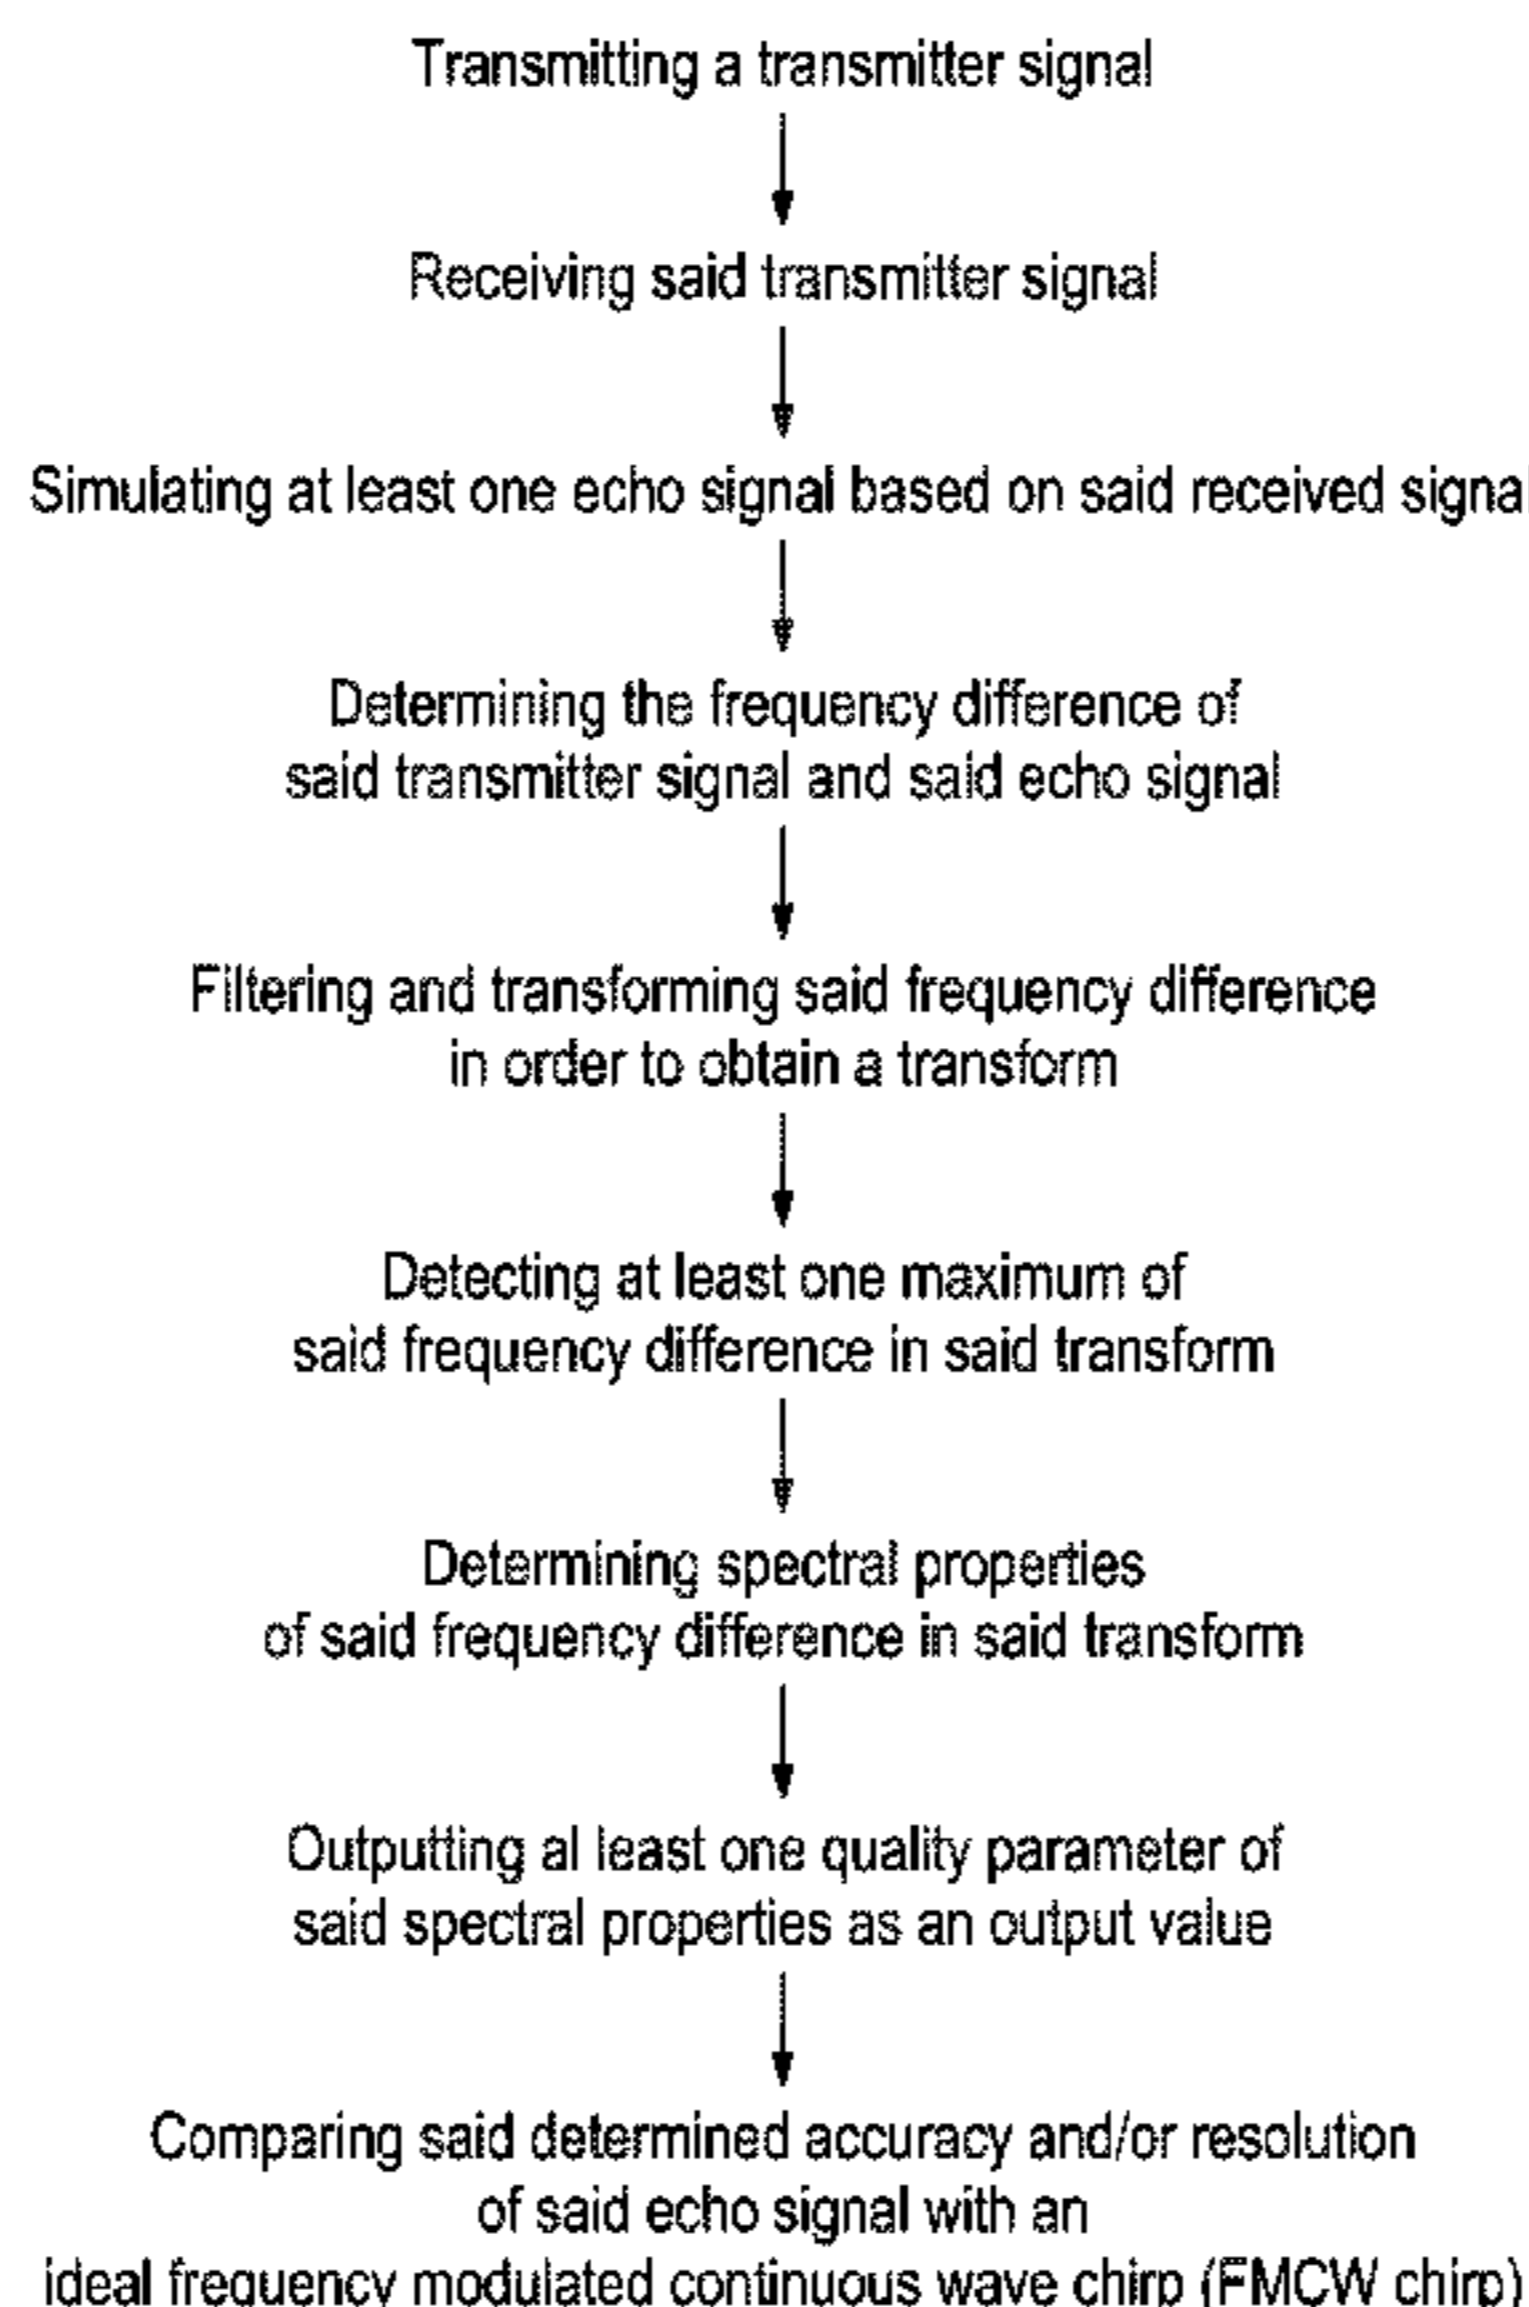 Transmitting a transmitter signal
Receiving said transmitter signal
Simulating at least one echo signal based on said received signal
Determining the frequency difference of
said transmitter signal and said echo signal
Filtering and transforming said frequency difference
in order to obtain a transform
Detecting at least one maximum of
said frequency difference in said transform
Determining spectral properties
of said frequency difference in said transform
Outputting al least one quality parameter of
said spectral properties as an output value
Comparing said determined accuracy and/or resolution
of said echo signal with an
ideal frequency modulated continuous wave chirp (FMCW chirp)